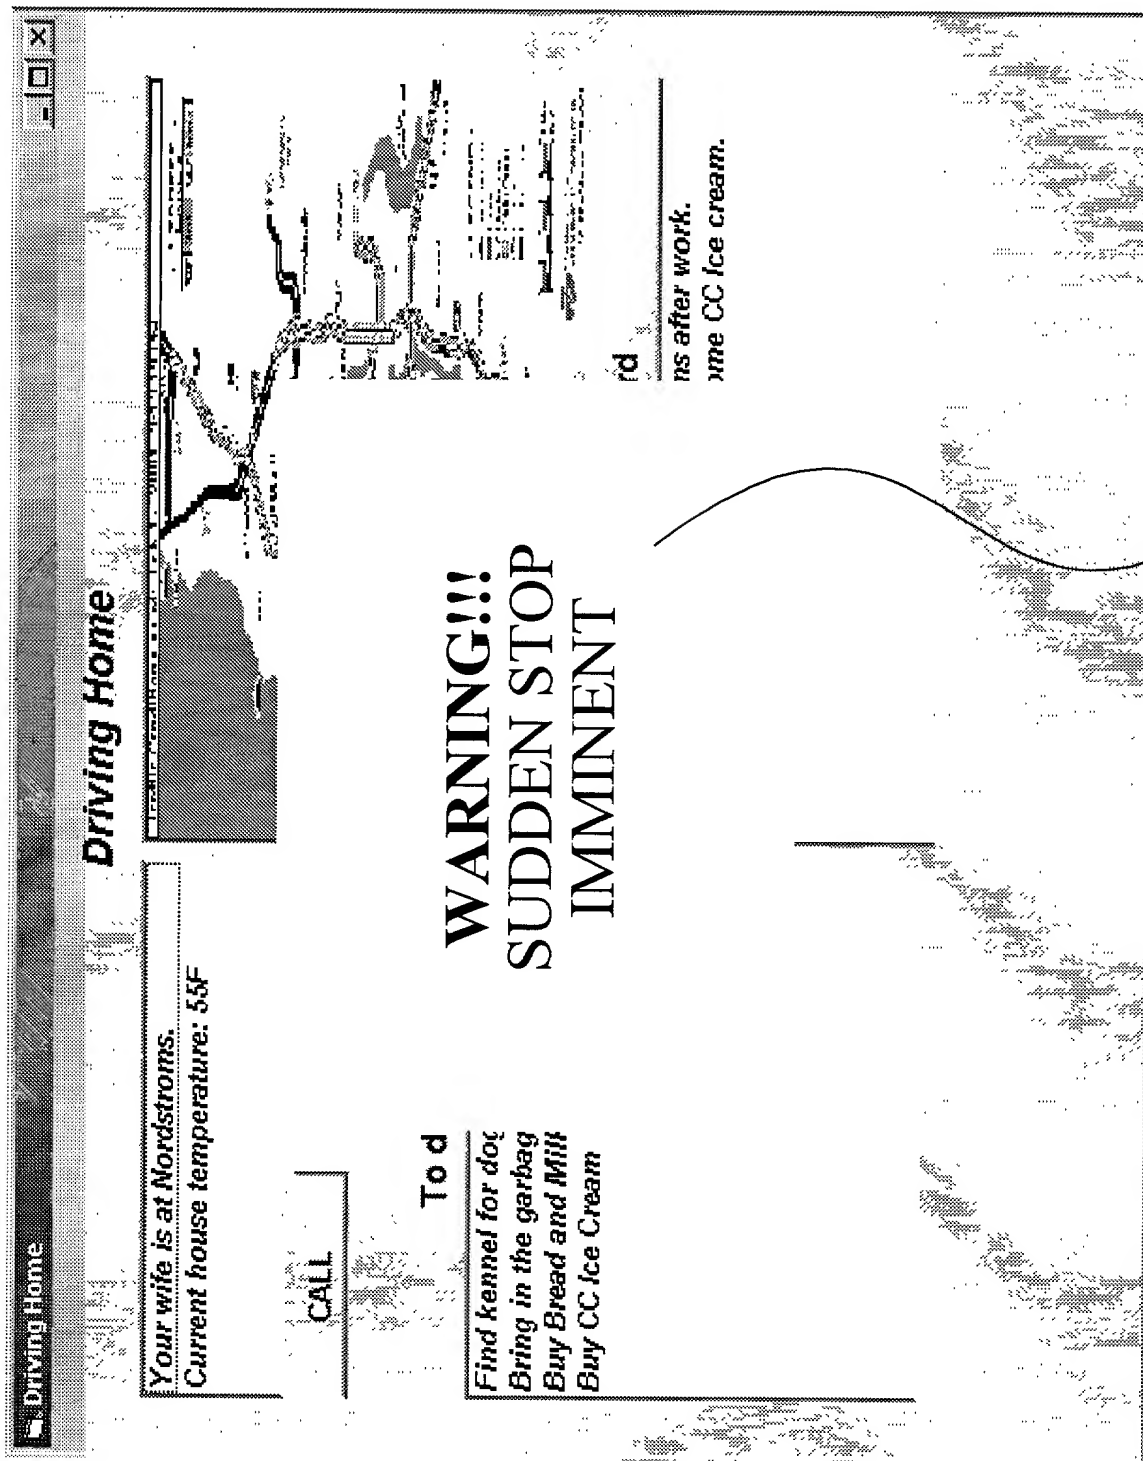 Driving Home
Driving Home
Your wife is at Nordstroms.
Current house temperature: 55F
CALL
WARNING!!!
SUDDEN STOP
IMMINENT
To d
Find kennel for dog
Bring in the garbag
Buy Bread and Milk
Buy CC Ice Cream
rd
ns after work.
ome CC Ice cream.